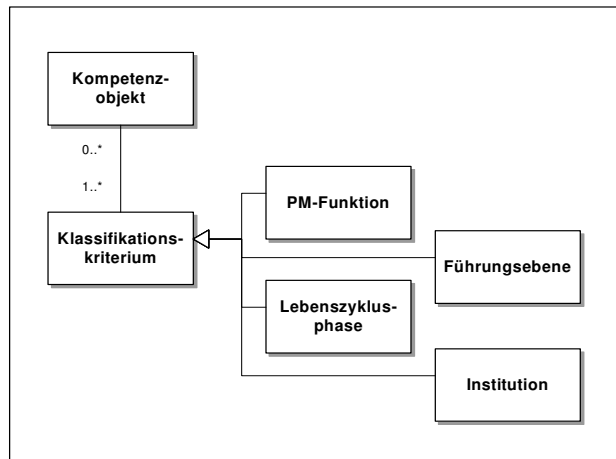 Kompetenz-
objekt
0..*
1..*
Klassifikations-
kriterium
PM-Funktion
Führungsebene
Lebenszyklus-
phase
Institution